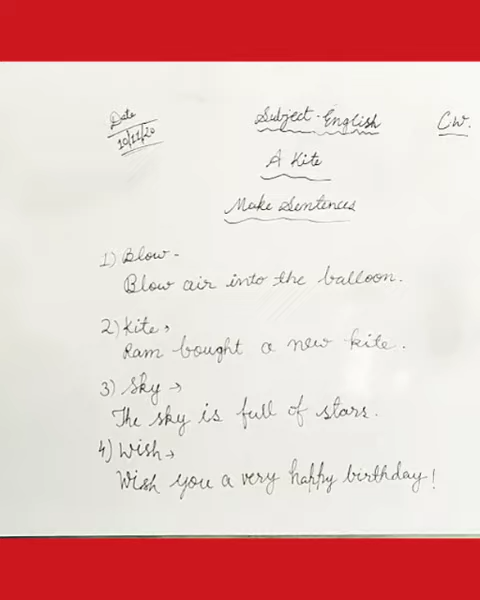 Date
10/11/20
Subject - English
C.W.
A Kite
Make Sentences
1) Blow -
Blow air into the balloon.
2) Kite →
Ram bought a new kite.
3) Sky →
The sky is full of stars.
4) Wish →
Wish you a very happy birthday!